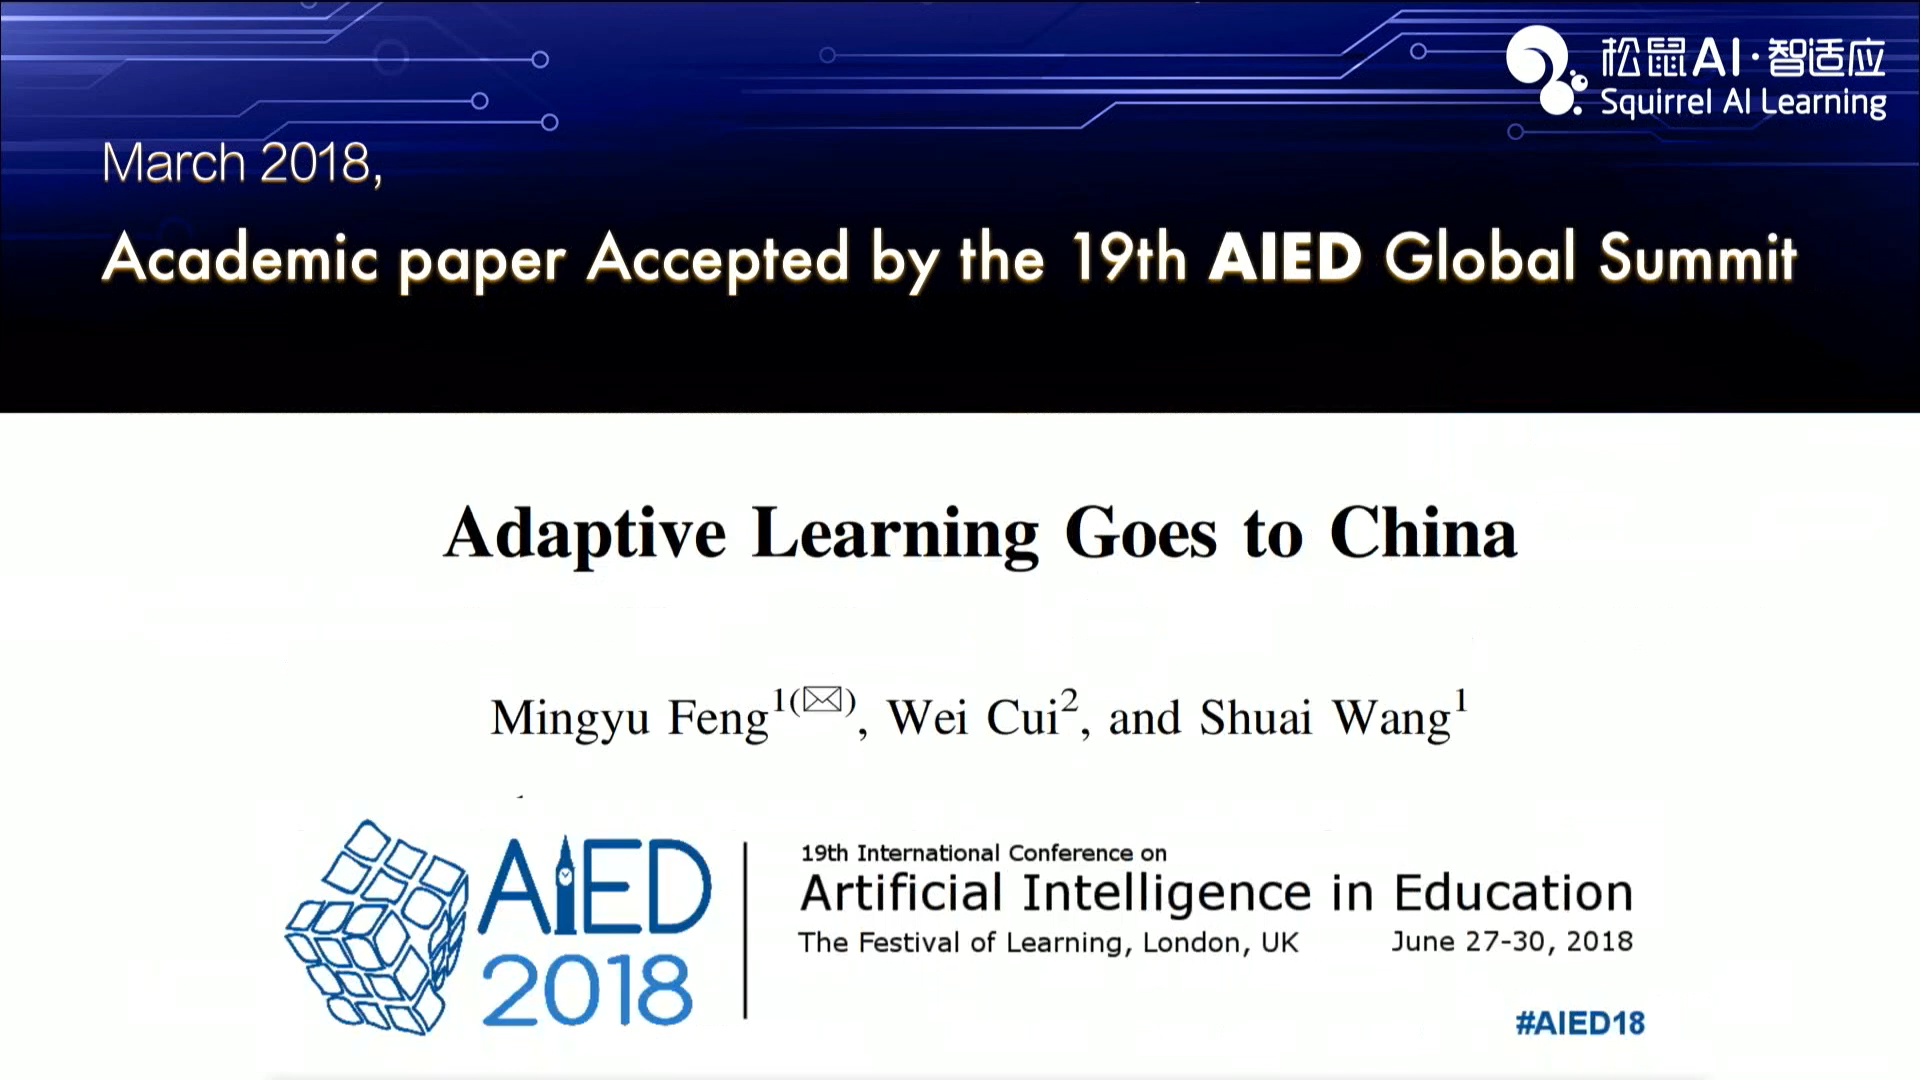 松鼠AI·智适应
Squirrel AI Learning
March 2018,
Academic paper Accepted by the 19th AIED Global Summit
Adaptive Learning Goes to China
Mingyu Feng1(✉), Wei Cui2, and Shuai Wang1
AIED
2018
19th International Conference on
Artificial Intelligence in Education
The Festival of Learning, London, UK June 27-30, 2018
#AIED18